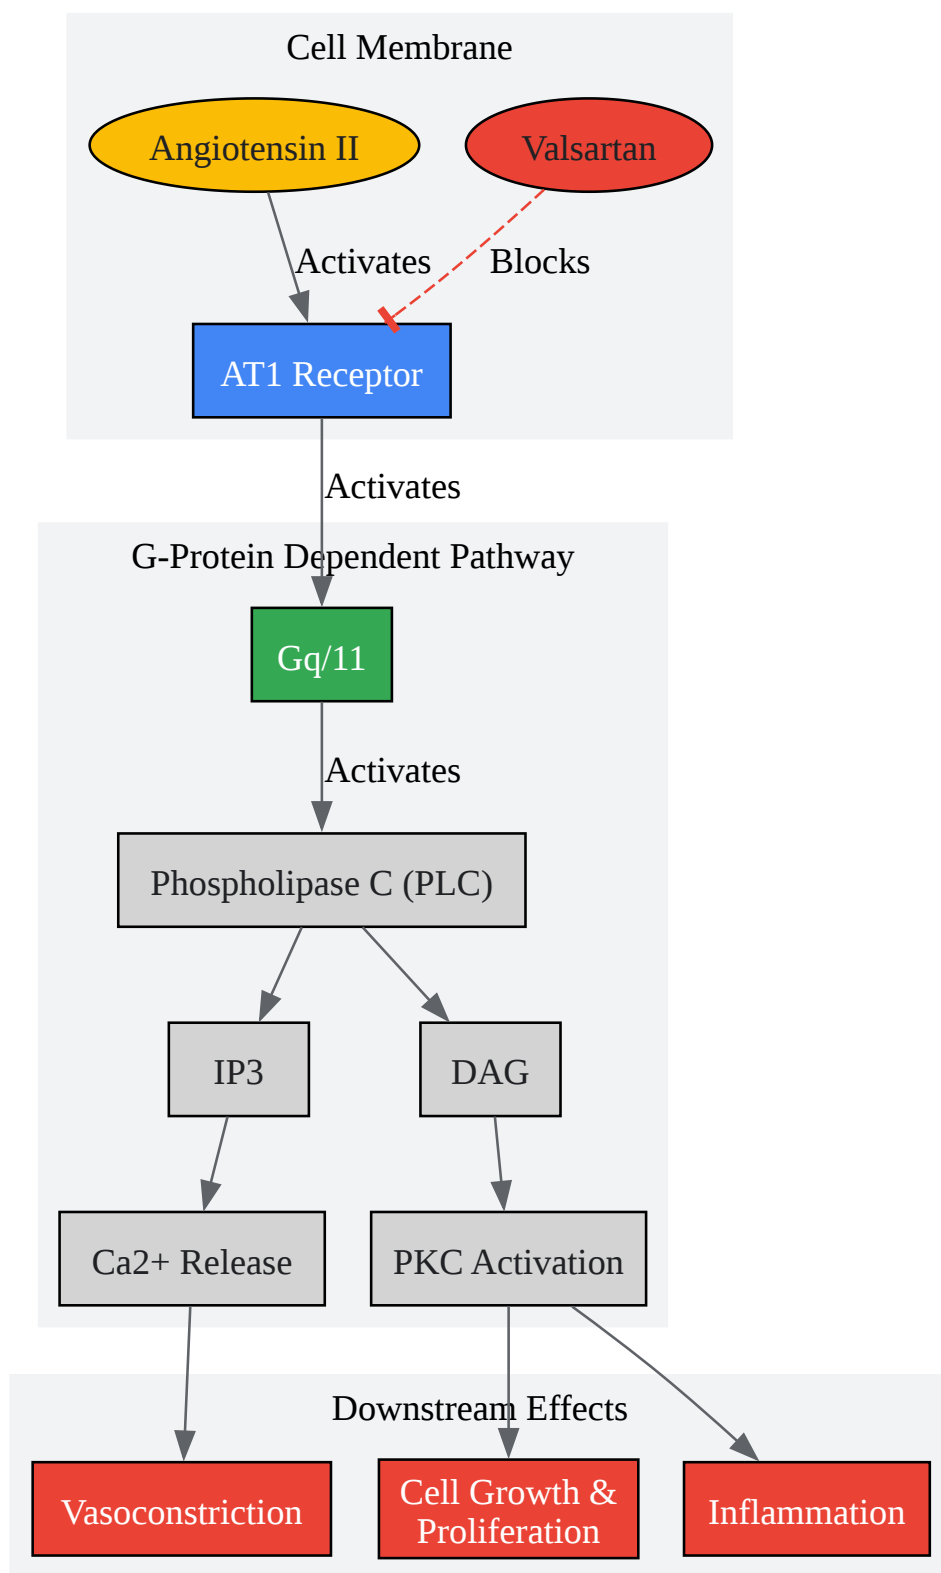 Cell Membrane
Angiotensin II
Valsartan
Activates
Blocks
AT1 Receptor
Activates
G-Protein Dependent Pathway
Gq/11
Activates
Phospholipase C (PLC)
IP3
DAG
Ca2+ Release
PKC Activation
Downstream Effects
Vasoconstriction
Cell Growth &
Proliferation
Inflammation